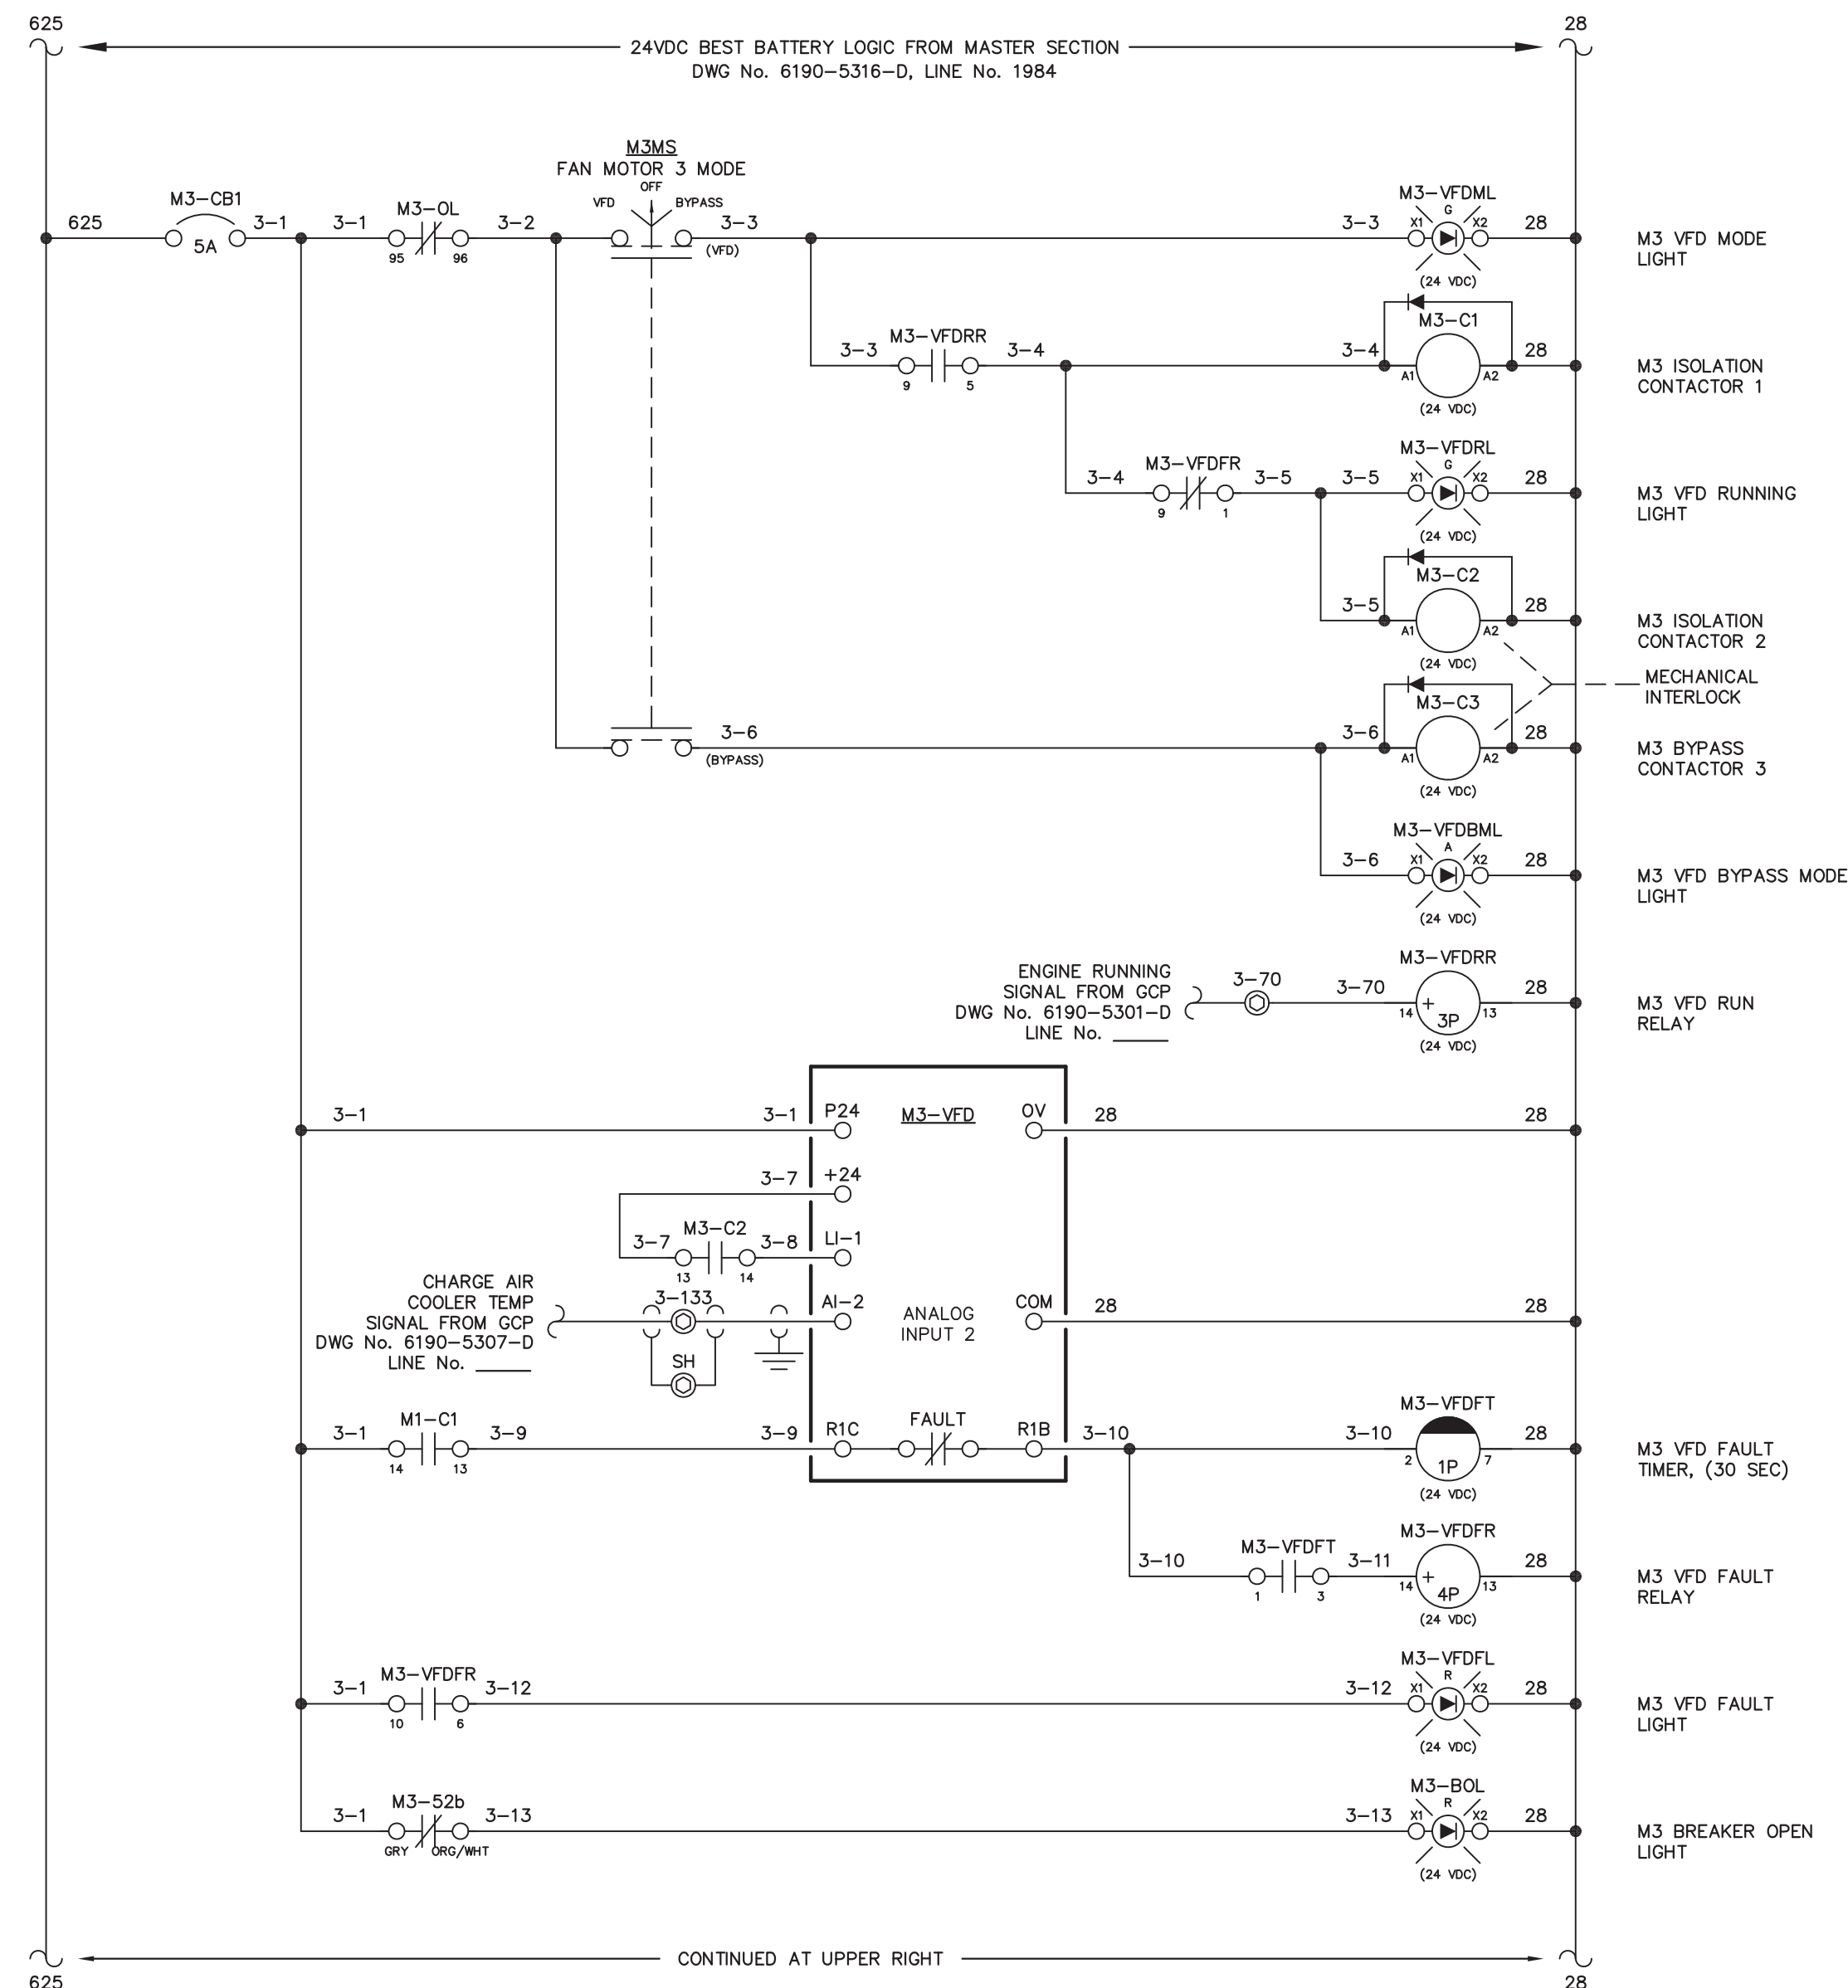 625
28
24VDC BEST BATTERY LOGIC FROM MASTER SECTION
DWG No. 6190-5316-D, LINE No. 1984
M3MS
FAN MOTOR 3 MODE
OFF
VFD
BYPASS
M3-CB1
M3-OL
M3-VFDML
G
625
3-1
3-1
3-2
3-3
3-3
X1
X2
28
5A
95
96
(VFD)
(24 VDC)
M3 VFD MODE
LIGHT
M3-C1
M3-VFDRR
3-3
3-4
3-4
28
9
5
A1
A2
(24 VDC)
M3 ISOLATION
CONTACTOR 1
M3-VFDRL
G
M3-VFDFR
3-4
3-5
3-5
X1
X2
28
9
1
(24 VDC)
M3 VFD RUNNING
LIGHT
M3-C2
3-5
28
A1
A2
(24 VDC)
M3 ISOLATION
CONTACTOR 2
MECHANICAL
INTERLOCK
M3-C3
3-6
3-6
28
(BYPASS)
A1
A2
(24 VDC)
M3 BYPASS
CONTACTOR 3
M3-VFDBML
A
3-6
X1
X2
28
(24 VDC)
M3 VFD BYPASS MODE
LIGHT
M3-VFDRR
ENGINE RUNNING
SIGNAL FROM GCP
DWG No. 6190-5301-D
LINE No. ______
3-70
3-70
+
3P
14
13
28
(24 VDC)
M3 VFD RUN
RELAY
3-1
3-1
P24
M3-VFD
0V
28
28
3-7
+24
M3-C2
3-7
3-8
LI-1
13
14
CHARGE AIR
COOLER TEMP
SIGNAL FROM GCP
DWG No. 6190-5307-D
LINE No. ______
3-133
SH
AI-2
ANALOG
INPUT 2
COM
28
28
M1-C1
FAULT
M3-VFDFT
3-1
3-9
3-9
R1C
R1B
3-10
3-10
28
14
13
2
1P
7
(24 VDC)
M3 VFD FAULT
TIMER, (30 SEC)
M3-VFDFR
M3-VFDFT
3-10
3-11
28
1
3
14
+
4P
13
(24 VDC)
M3 VFD FAULT
RELAY
M3-VFDFR
M3-VFDFL
R
3-1
3-12
3-12
X1
X2
28
10
6
(24 VDC)
M3 VFD FAULT
LIGHT
M3-52b
M3-BOL
R
3-1
3-13
3-13
X1
X2
28
GRY
ORG/WHT
(24 VDC)
M3 BREAKER OPEN
LIGHT
CONTINUED AT UPPER RIGHT
625
28